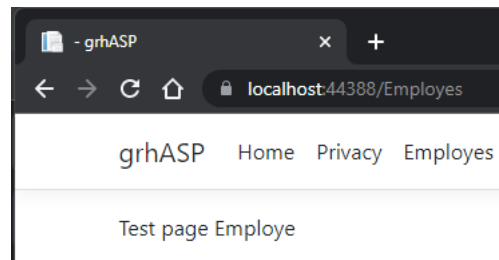 - grhASP
localhost:44388/Employes
grhASP Home Privacy Employes
Test page Employe